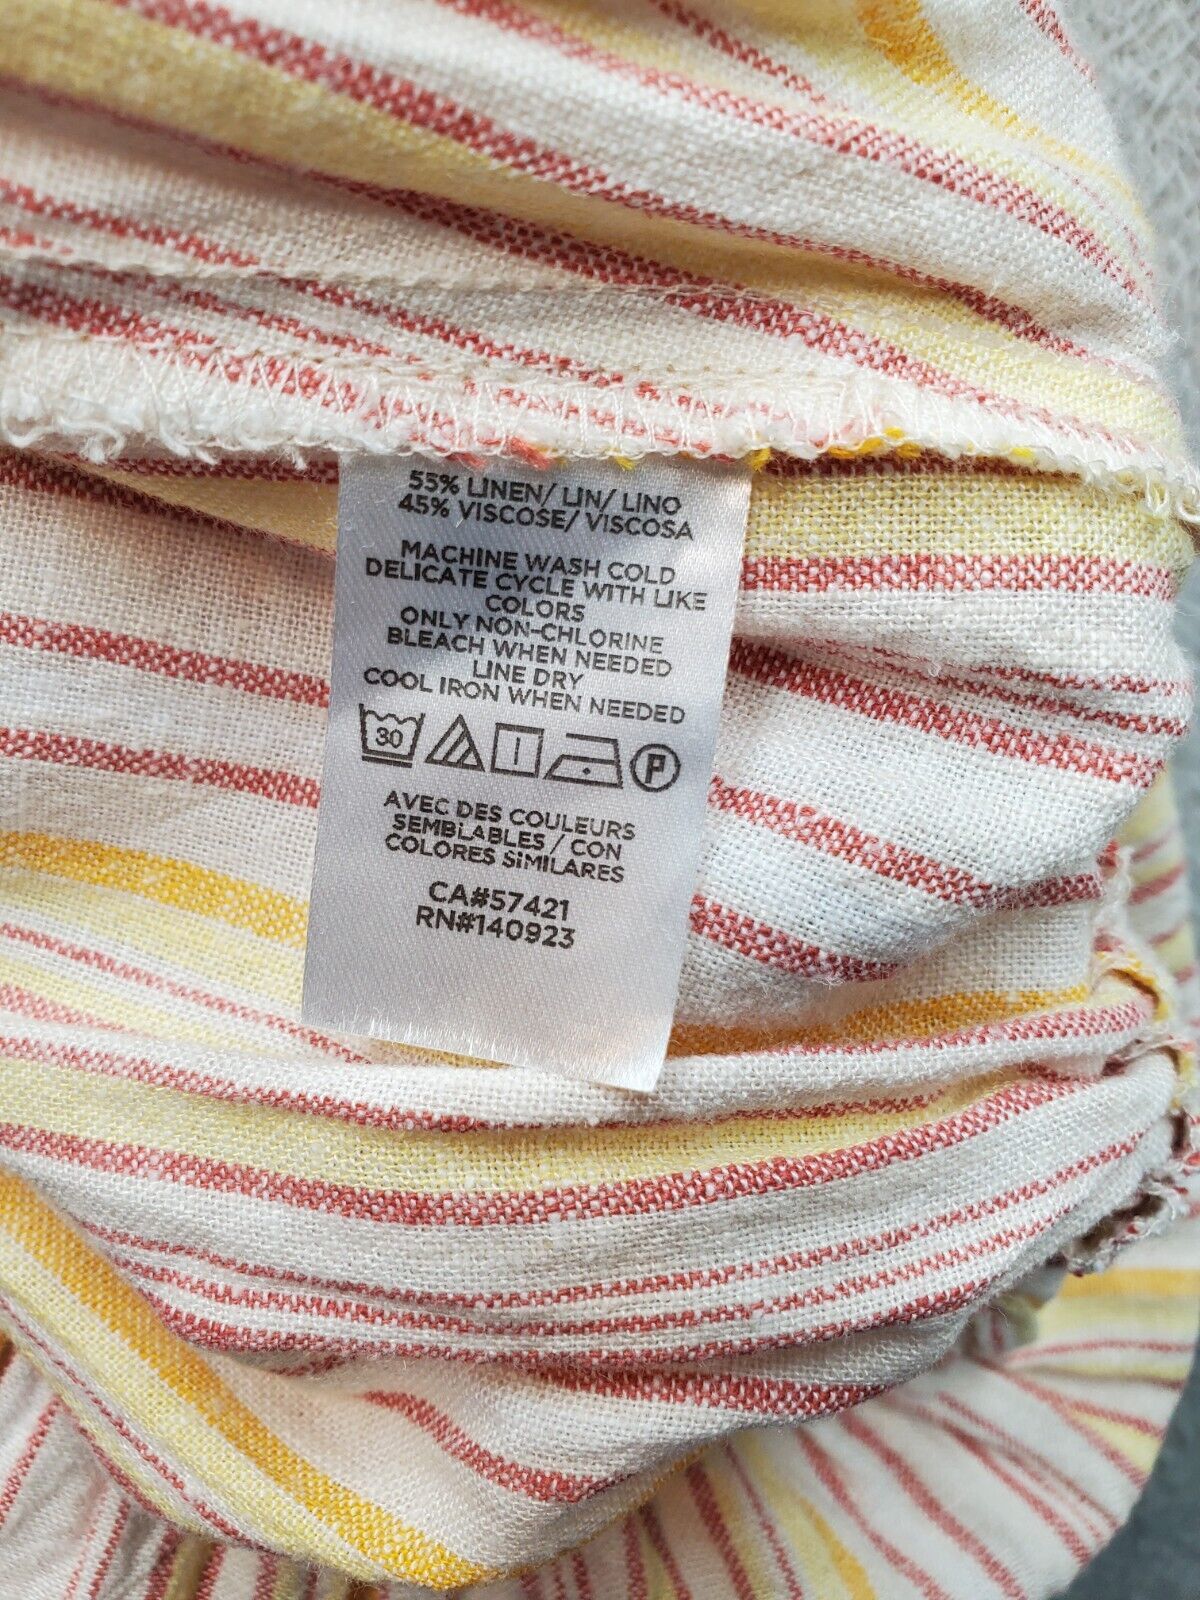 55% LINEN/ LIN/ LINO
45% VISCOSE/ VISCOSA
MACHINE WASH COLD
DELICATE CYCLE WITH LIKE
COLORS
ONLY NON-CHLORINE
BLEACH WHEN NEEDED
LINE DRY
COOL IRON WHEN NEEDED
30 P
AVEC DES COULEURS
SEMBLABLES / CON
COLORES SIMILARES
CA#57421
RN#140923